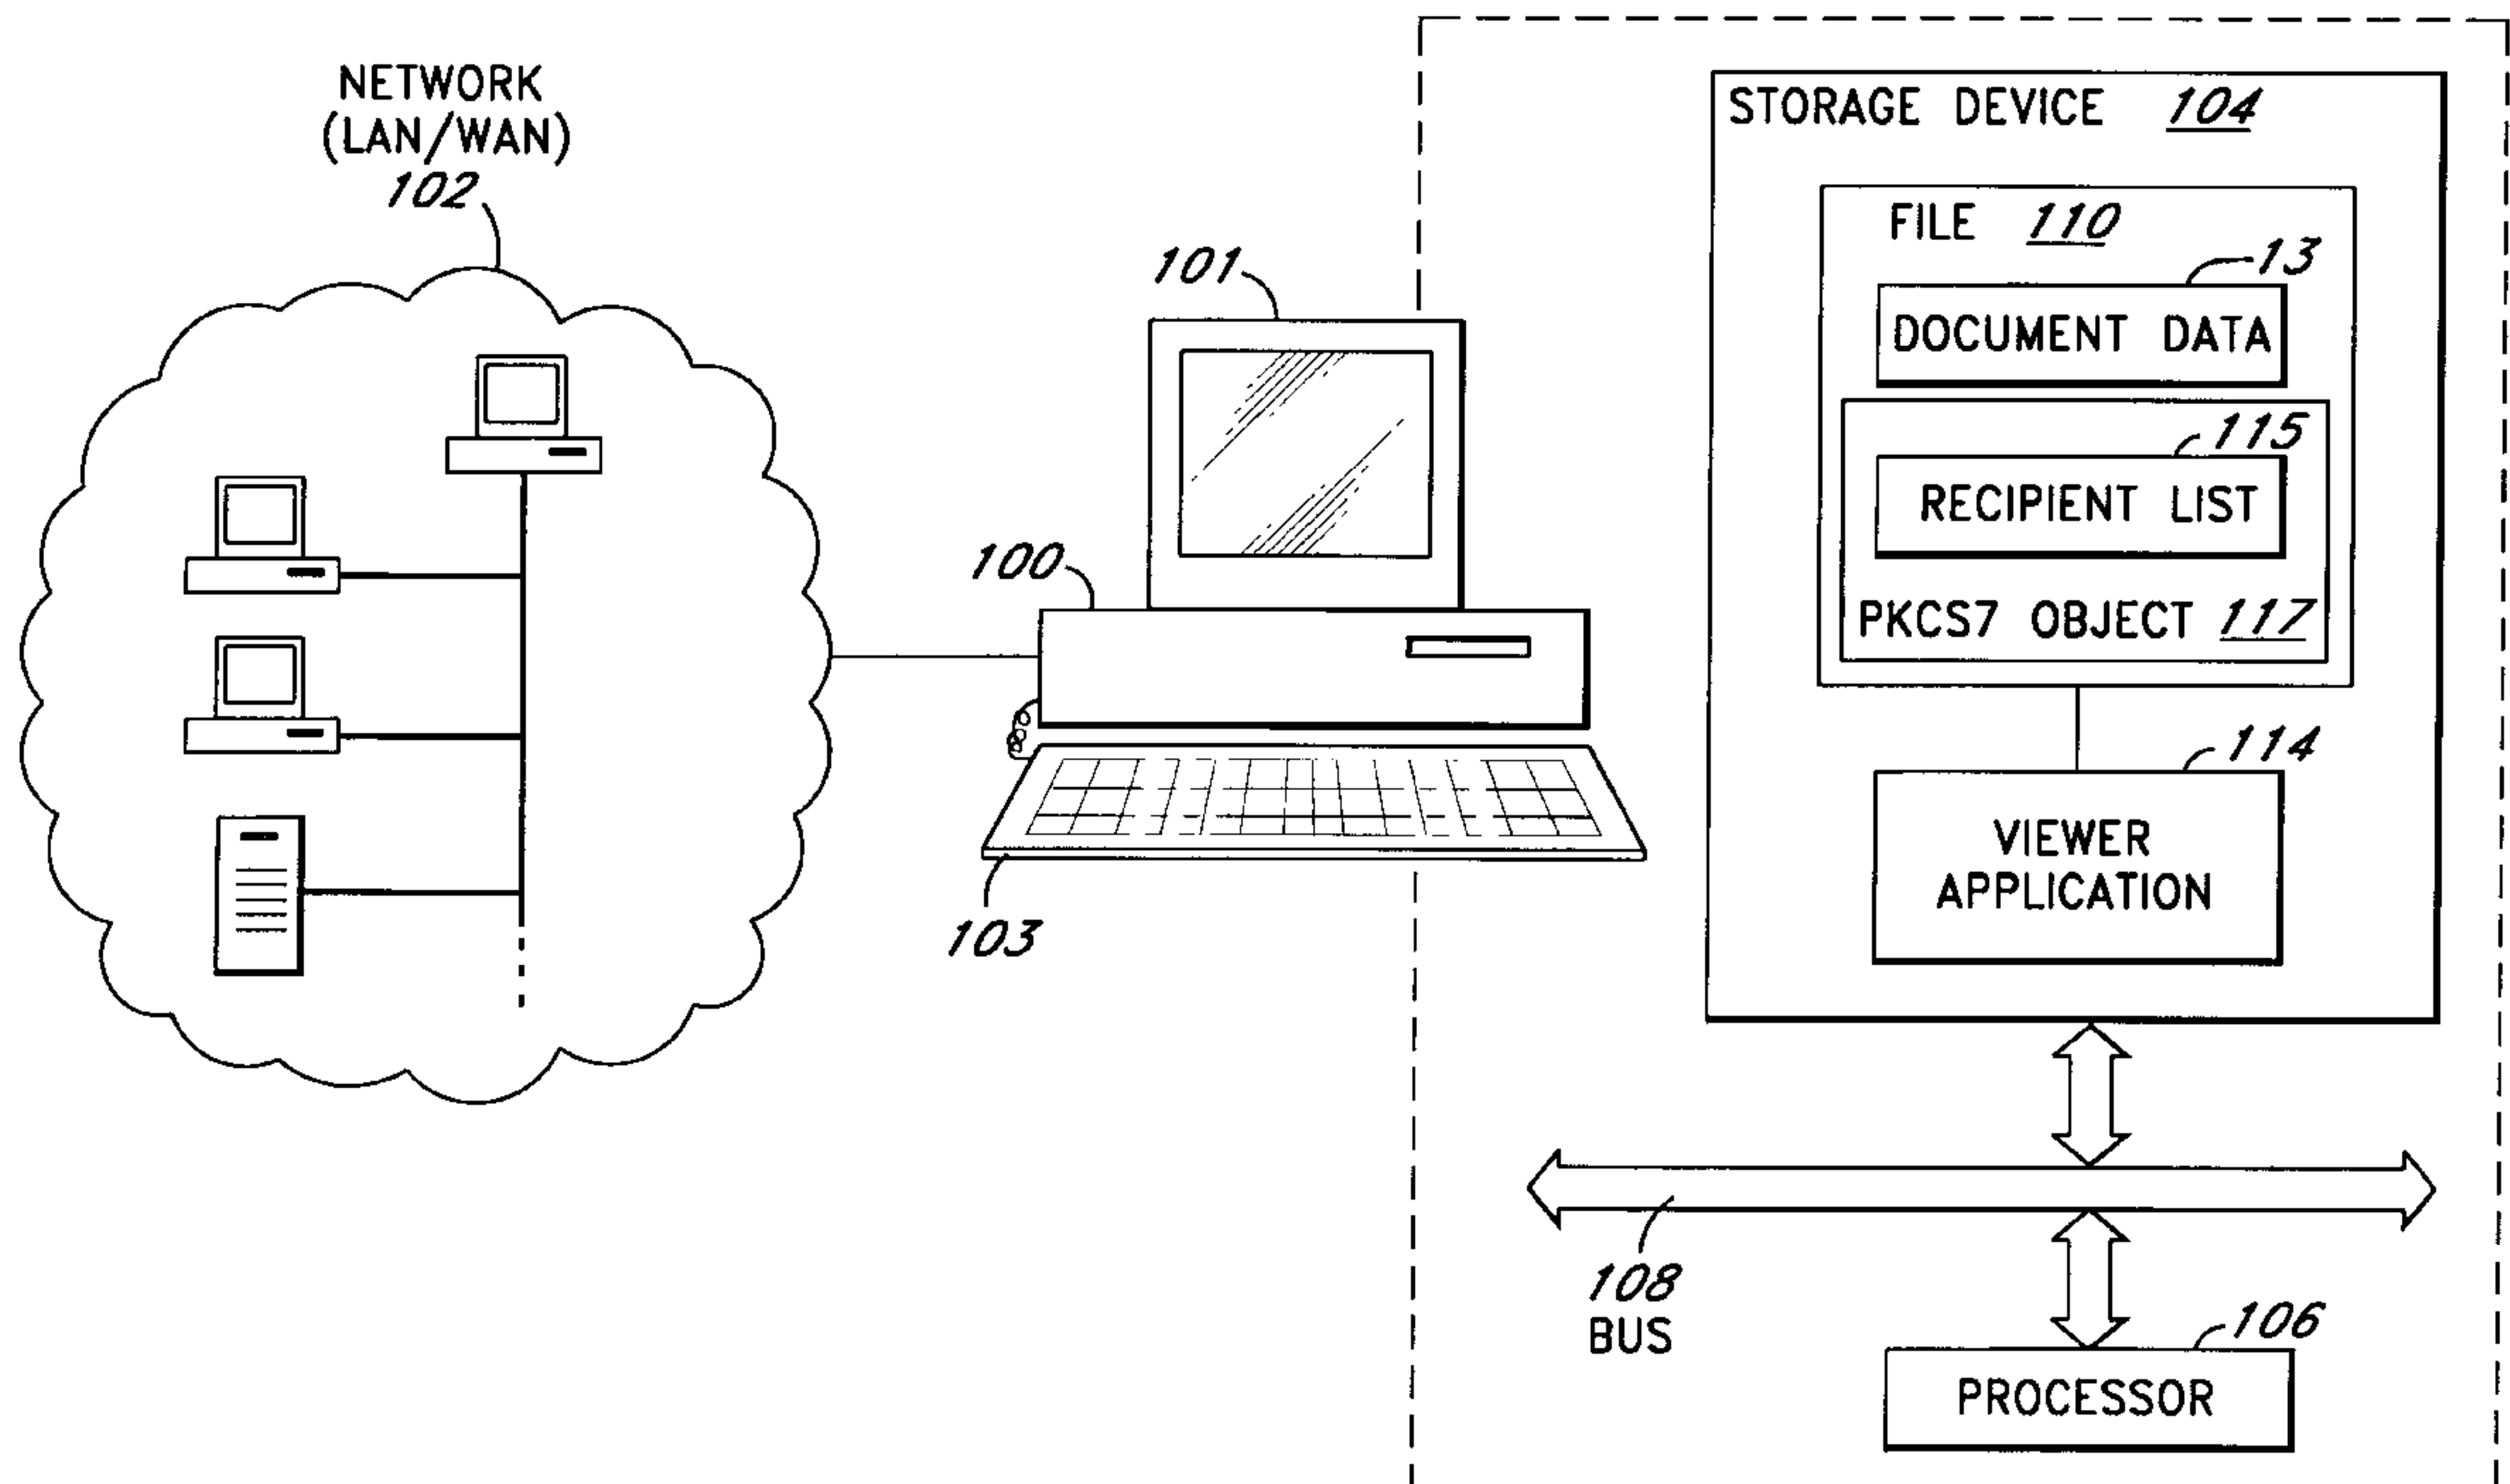 NETWORK
(LAN/WAN)
102
101
100
103
STORAGE DEVICE 104
FILE 110
13
DOCUMENT DATA
115
RECIPIENT LIST
PKCS7 OBJECT 117
114
VIEWER
APPLICATION
108
BUS
106
PROCESSOR